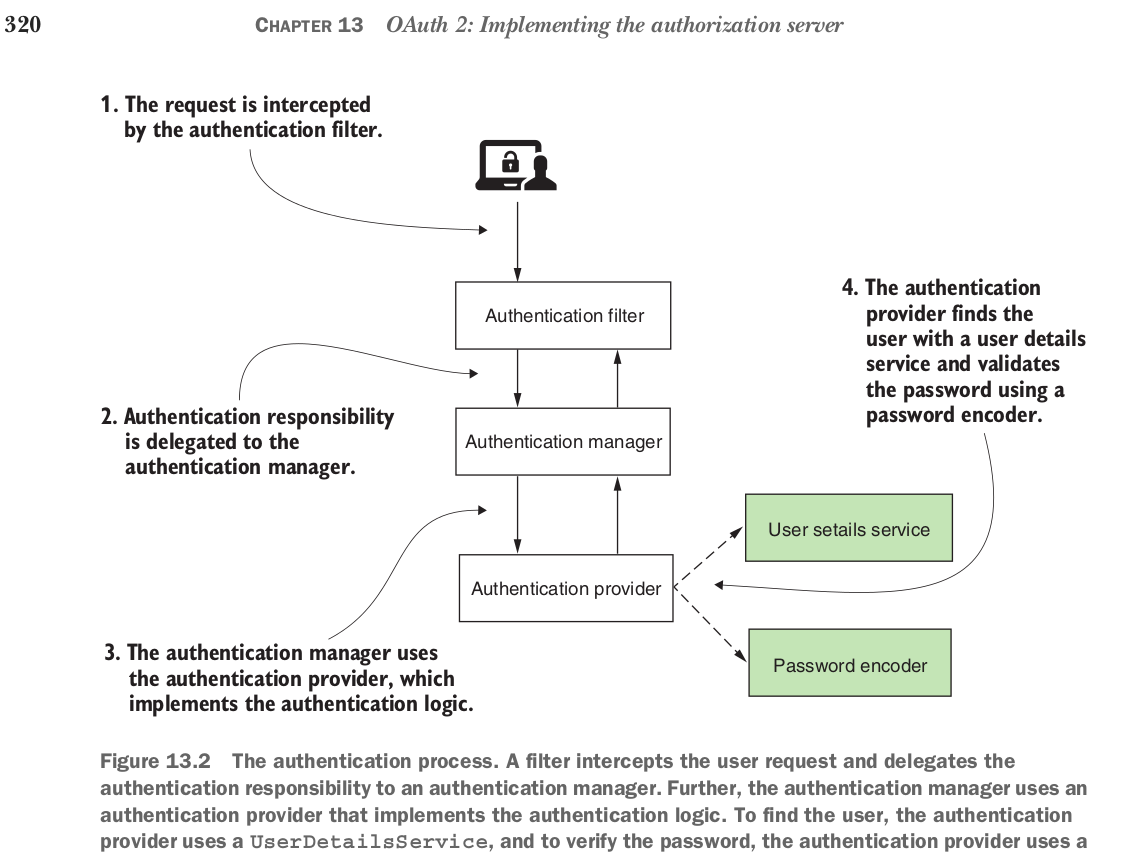 320
CHAPTER 13 OAuth 2: Implementing the authorization server
1. The request is intercepted
by the authentication filter.
Authentication filter
4. The authentication
provider finds the
user with a user details
service and validates
the password using a
password encoder.
2. Authentication responsibility
is delegated to the
authentication manager.
Authentication manager
User setails service
Authentication provider
3. The authentication manager uses
the authentication provider, which
implements the authentication logic.
Password encoder
Figure 13.2 The authentication process. A filter intercepts the user request and delegates the
authentication responsibility to an authentication manager. Further, the authentication manager uses an
authentication provider that implements the authentication logic. To find the user, the authentication
provider uses a UserDetailsService, and to verify the password, the authentication provider uses a